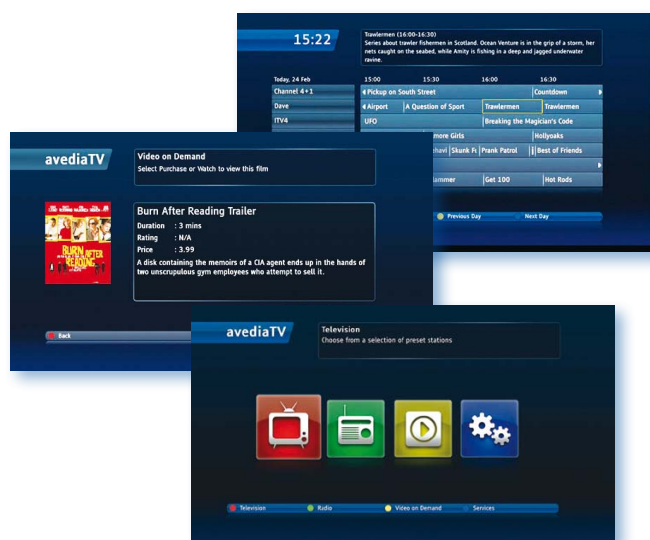 15:22
Trawlermen (16:00-16:30)
Series about trawler fishermen in Scotland. Ocean Venture is in the grip of a storm, her
nets caught on the seabed, while Amity is fishing in a deep and jagged underwater
ravine.
Today, 24 Feb 15:00 15:30 16:00 16:30
Channel 4+1 Pickup on South Street Countdown
Dave Airport A Question of Sport Trawlermen Trawlermen
ITV4 UFO Breaking the Magician's Code
more Girls Hollyoaks
Skunk Prank Patrol Best of Friends
Get 100 Hot Rods
Previous Day Next Day
avediaTV
Video on Demand
Select Purchase or Watch to view this film
BURN AFTER
READING
Burn After Reading Trailer
Duration : 3 mins
Rating : N/A
Price : 3.99
A disk containing the memoirs of a CIA agent ends up in the hands of
two unscrupulous gym employees who attempt to sell it.
Back
avediaTV
Television
Choose from a selection of preset stations
Television Radio Video on Demand Services